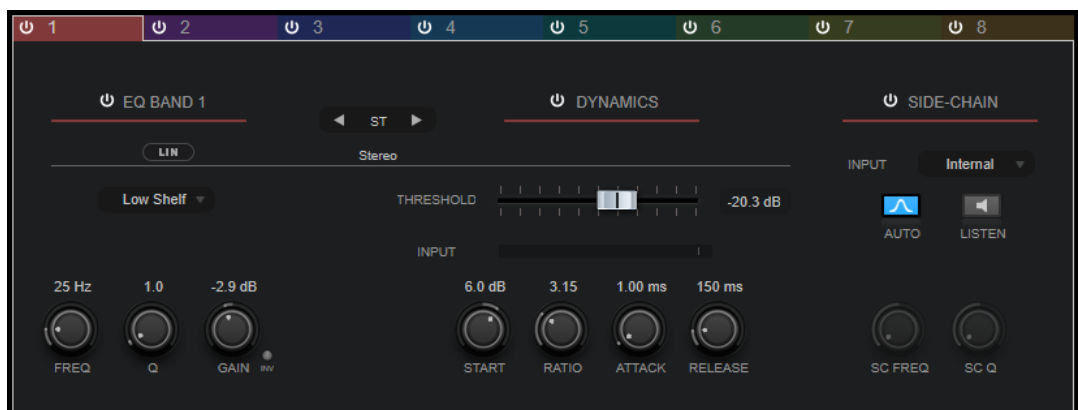 1 2 3 4 5 6 7 8
EQ BAND 1
ST
DYNAMICS
SIDE-CHAIN
LIN
Stereo
INPUT
Internal
Low Shelf
THRESHOLD
-20.3 dB
AUTO
LISTEN
INPUT
25 Hz 1.0 -2.9 dB
6.0 dB 3.15 1.00 ms 150 ms
FREQ Q GAIN INV
START RATIO ATTACK RELEASE
SC FREQ SC Q